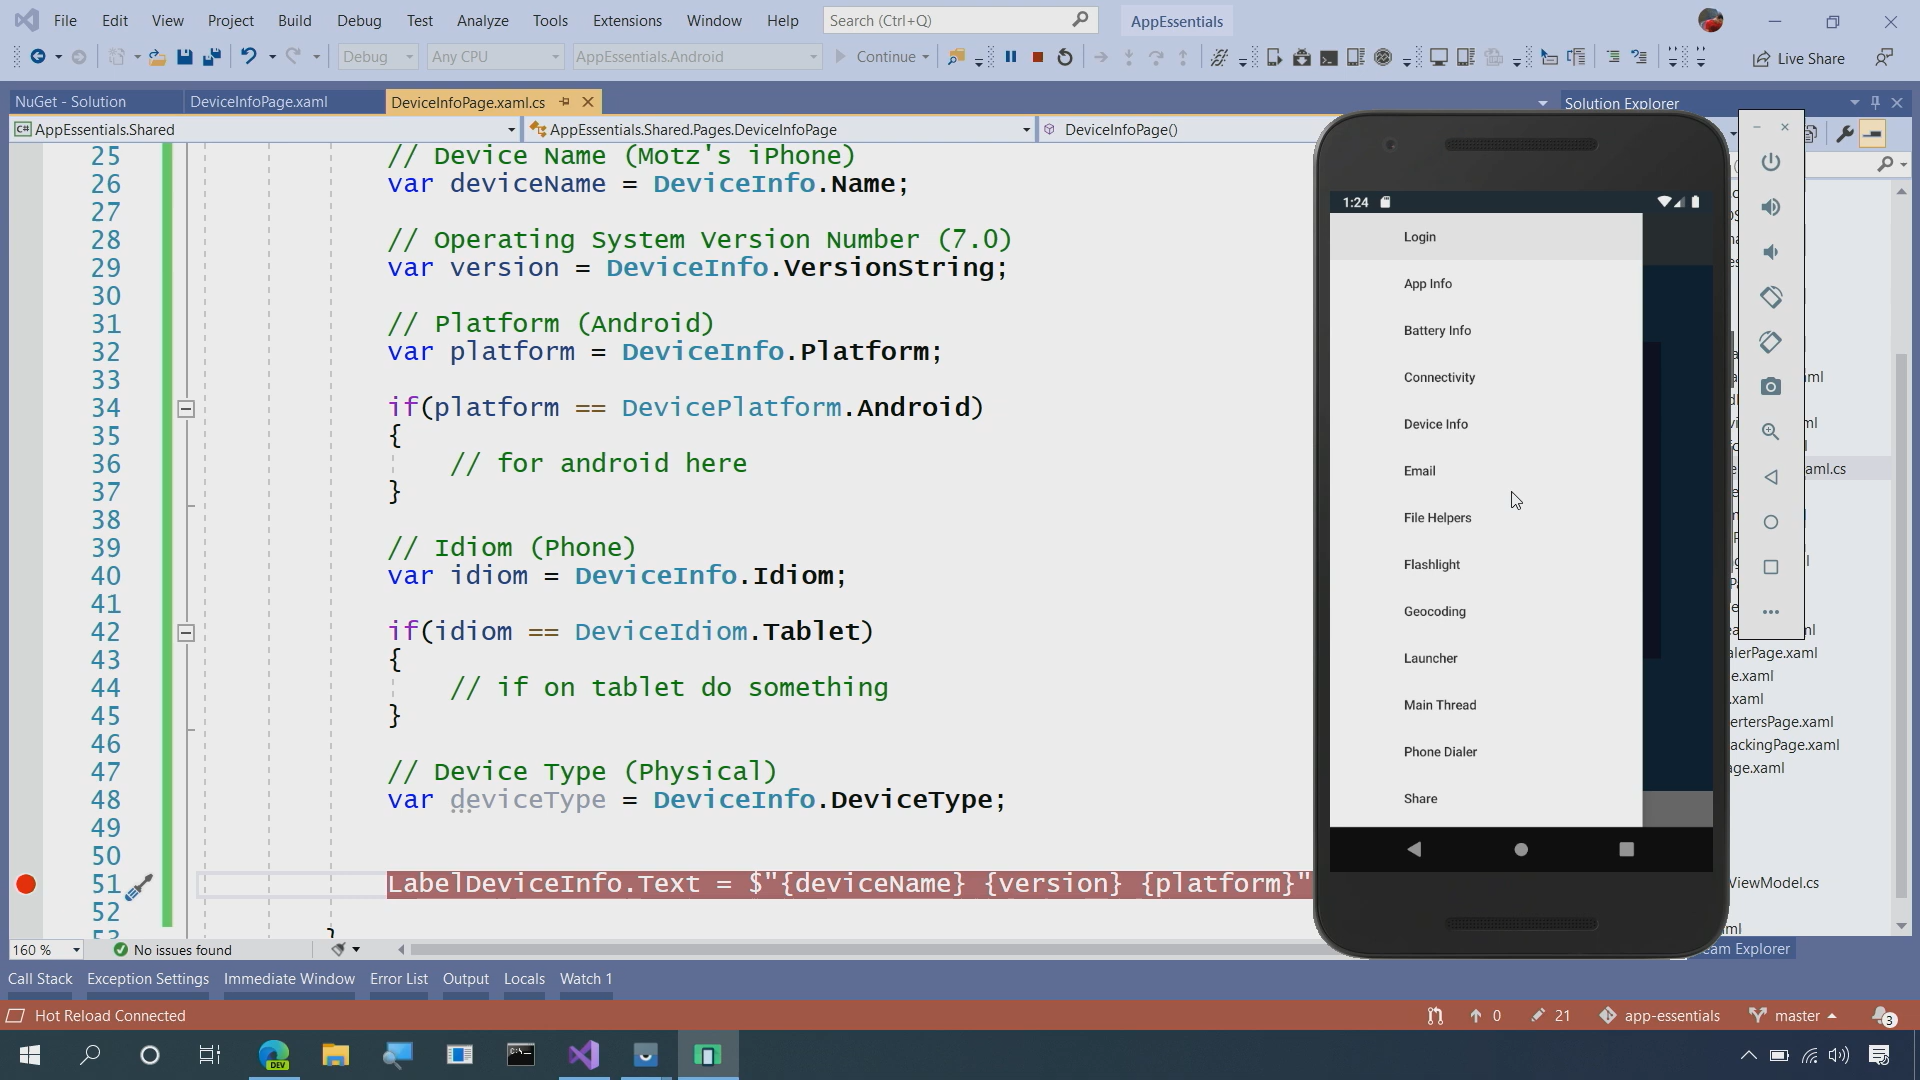 File Edit View Project Build Debug Test Analyze Tools Extensions Window Help Search (Ctrl+Q) AppEssentials
Debug Any CPU AppEssentials.Android Continue Live Share
NuGet - Solution DeviceInfoPage.xaml DeviceInfoPage.xaml.cs Solution Explorer
C# AppEssentials.Shared AppEssentials.Shared.Pages.DeviceInfoPage DeviceInfoPage()
25 // Device Name (Motz's iPhone)
26 var deviceName = DeviceInfo.Name;
27
28 // Operating System Version Number (7.0)
29 var version = DeviceInfo.VersionString;
30
31 // Platform (Android)
32 var platform = DeviceInfo.Platform;
33
34 if(platform == DevicePlatform.Android)
35 {
36 // for android here
37 }
38
39 // Idiom (Phone)
40 var idiom = DeviceInfo.Idiom;
41
42 if(idiom == DeviceIdiom.Tablet)
43 {
44 // if on tablet do something
45 }
46
47 // Device Type (Physical)
48 var deviceType = DeviceInfo.DeviceType;
49
50
51 LabelDeviceInfo.Text = $"{deviceName} {version} {platform}"
52
53 }
1:24
Login
App Info
Battery Info
Connectivity
Device Info
Email
File Helpers
Flashlight
Geocoding
Launcher
Main Thread
Phone Dialer
Share
ml
ml
aml.cs
ml
alerPage.xaml
e.xaml
.xaml
ertersPage.xaml
ackingPage.xaml
age.xaml
ViewModel.cs
ml
160 % No issues found
eam Explorer
Call Stack Exception Settings Immediate Window Error List Output Locals Watch 1
Hot Reload Connected 0 21 app-essentials master 3
DEV